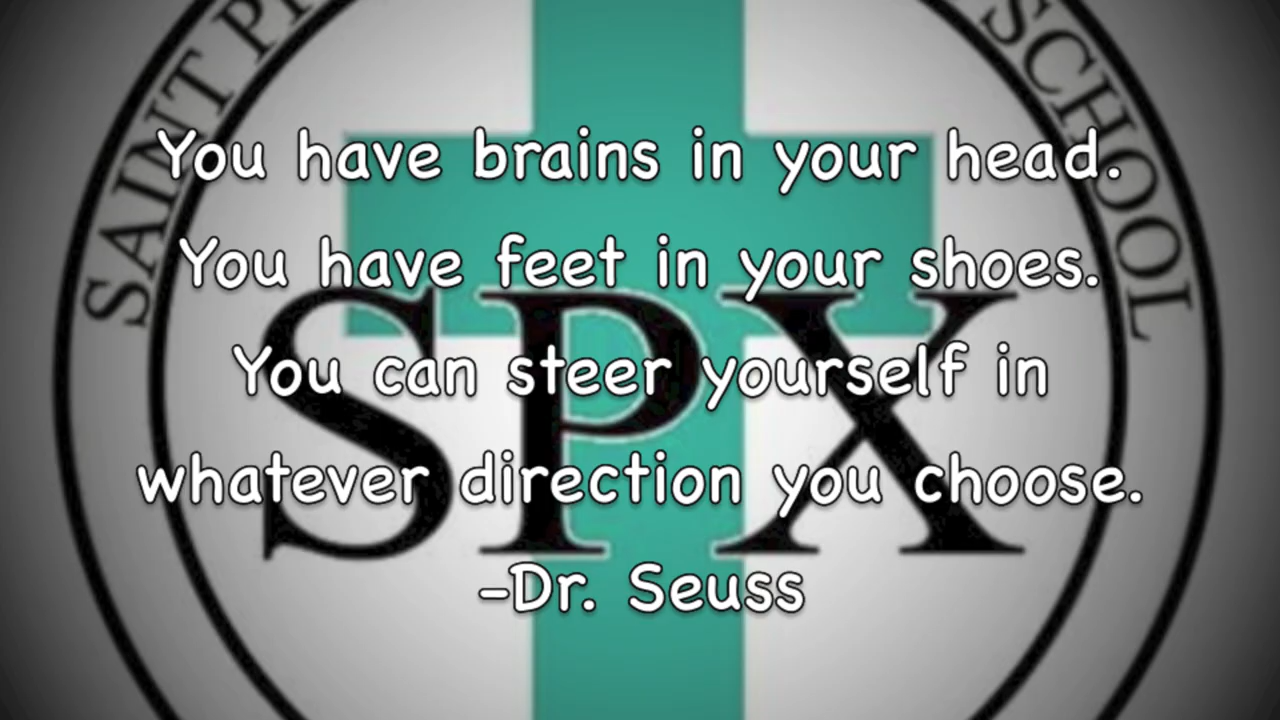 SAINT
SCHOOL
You have brains in your head.
You have feet in your shoes.
SPX
You can steer yourself in
whatever direction you choose.
-Dr. Seuss